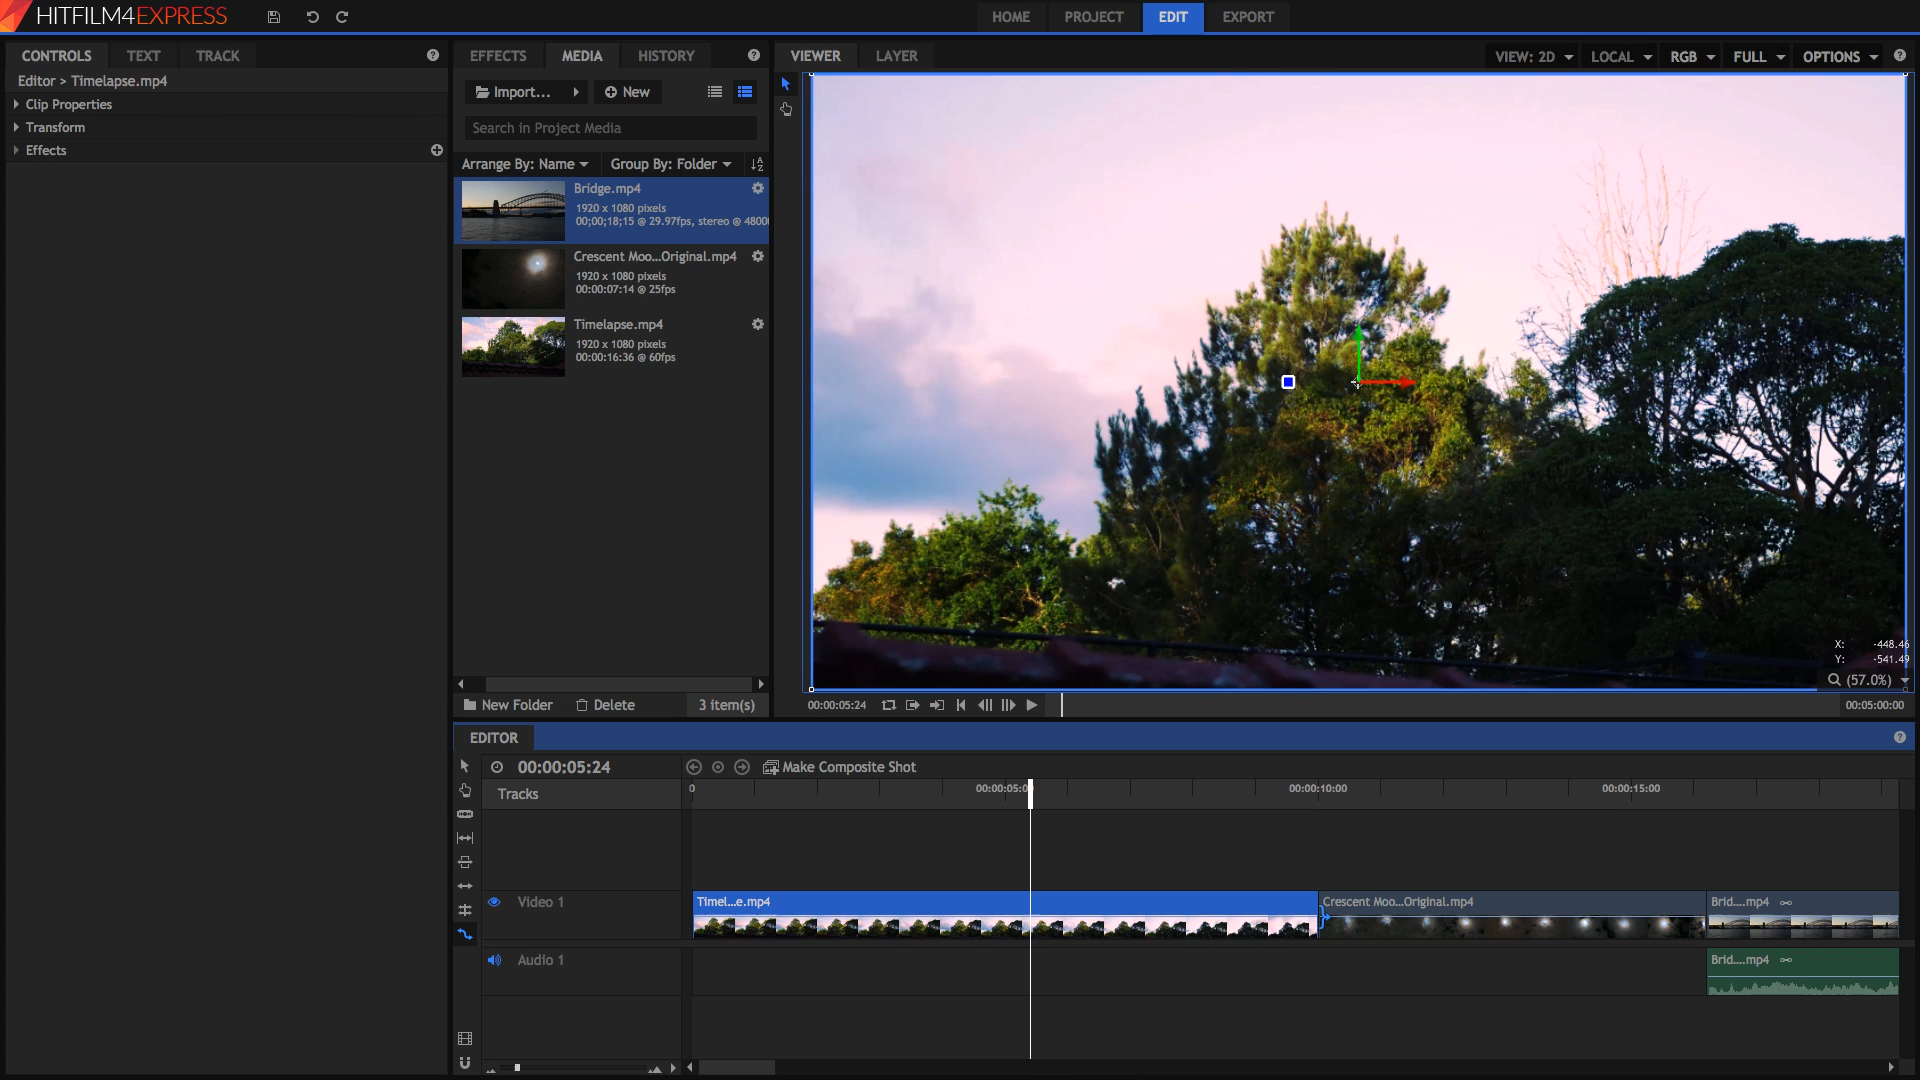 HITFILM4EXPRESS
HOME PROJECT EDIT EXPORT
CONTROLS TEXT TRACK
Editor > Timelapse.mp4
Clip Properties
Transform
Effects
EFFECTS MEDIA HISTORY
Import... New
Search in Project Media
Arrange By: Name Group By: Folder
Bridge.mp4
1920 x 1080 pixels
00;00;18;15 @ 29.97fps, stereo @ 4800
Crescent Moo...Original.mp4
1920 x 1080 pixels
00:00:07:14 @ 25fps
Timelapse.mp4
1920 x 1080 pixels
00:00:16:36 @ 60fps
New Folder Delete 3 item(s)
VIEWER LAYER VIEW: 2D LOCAL RGB FULL OPTIONS
X: -448.46
Y: -541.49
(57.0%)
00:00:05:24 00:05:00:00
EDITOR
00:00:05:24 Make Composite Shot
Tracks 0 00:00:05:0 00:00:10:00 00:00:15:00
Video 1 Timel...e.mp4 Crescent Moo...Original.mp4 Brid....mp4
Audio 1 Brid....mp4